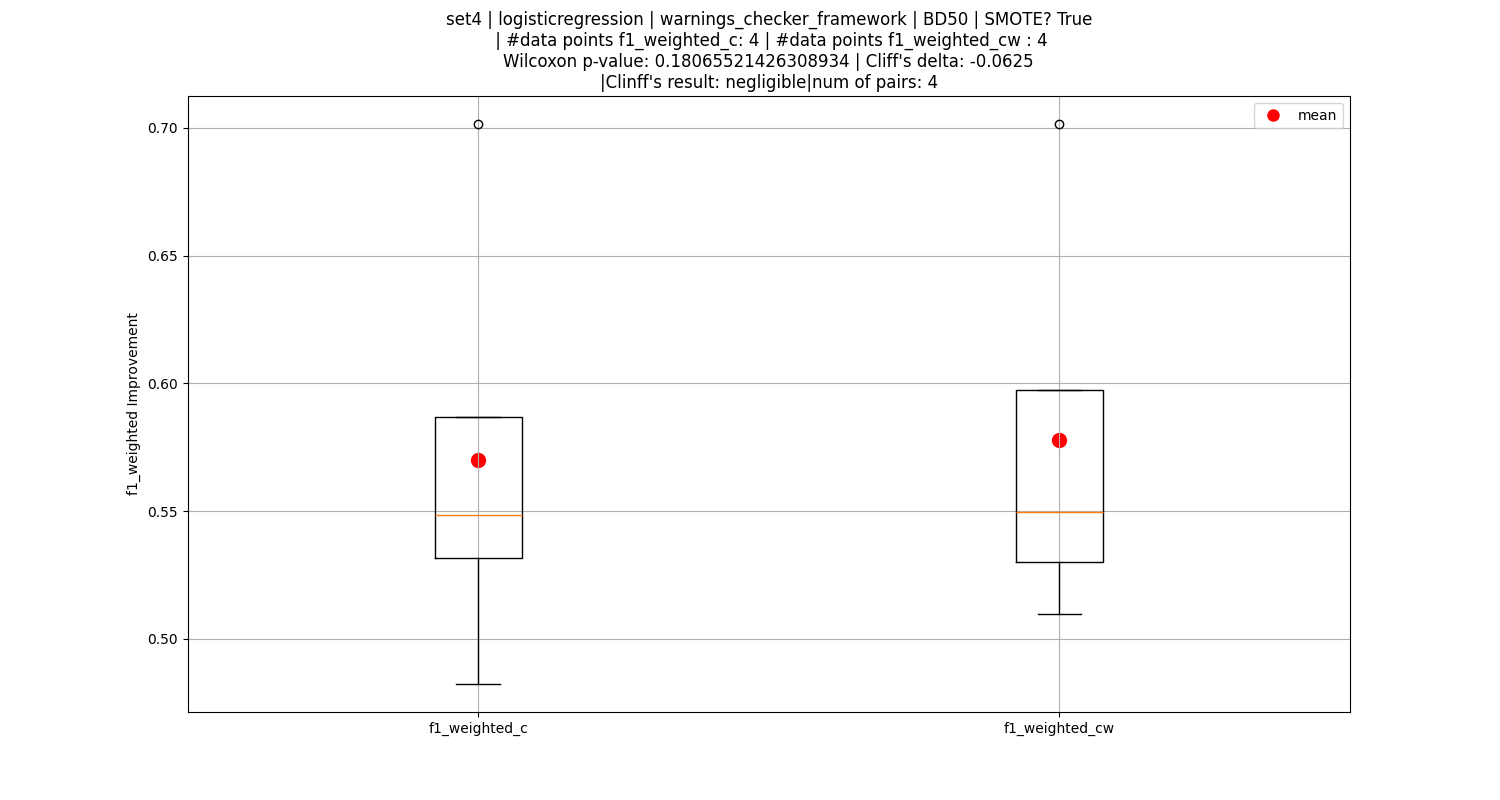 set4 | logisticregression | warnings_checker_framework | BD50 | SMOTE? True
| #data points f1_weighted_c: 4 | #data points f1_weighted_cw : 4
Wilcoxon p-value: 0.18065521426308934 | Cliff's delta: -0.0625
|Clinff's result: negligible|num of pairs: 4
mean
0.70
0.65
0.60
0.55
0.50
f1_weighted Improvement
f1_weighted_c
f1_weighted_cw